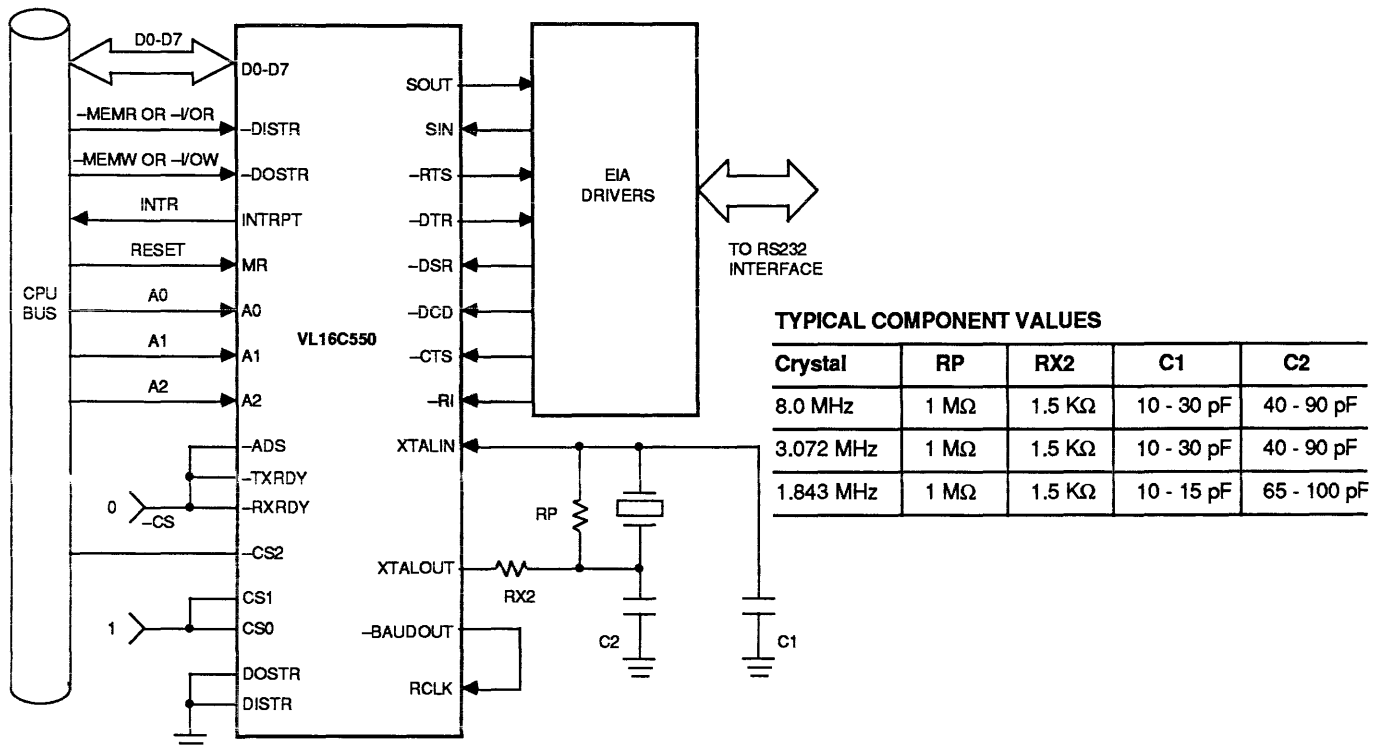 D0-D7
D0-D7
–MEMR OR –I/OR
–DISTR
–MEMW OR –I/OW
–DOSTR
INTR
INTRPT
RESET
MR
A0
A0
A1
A1
A2
A2
CPU
BUS
–ADS
–TXRDY
0
–RXRDY
–CS
–CS2
CS1
1
CS0
DOSTR
DISTR
VL16C550
SOUT
SIN
–RTS
–DTR
–DSR
–DCD
–CTS
–RI
XTALIN
XTALOUT
–BAUDOUT
RCLK
EIA
DRIVERS
TO RS232
INTERFACE
RP
RX2
C2
C1
TYPICAL COMPONENT VALUES
Crystal RP RX2 C1 C2
8.0 MHz 1 MΩ 1.5 KΩ 10 - 30 pF 40 - 90 pF
3.072 MHz 1 MΩ 1.5 KΩ 10 - 30 pF 40 - 90 pF
1.843 MHz 1 MΩ 1.5 KΩ 10 - 15 pF 65 - 100 pF